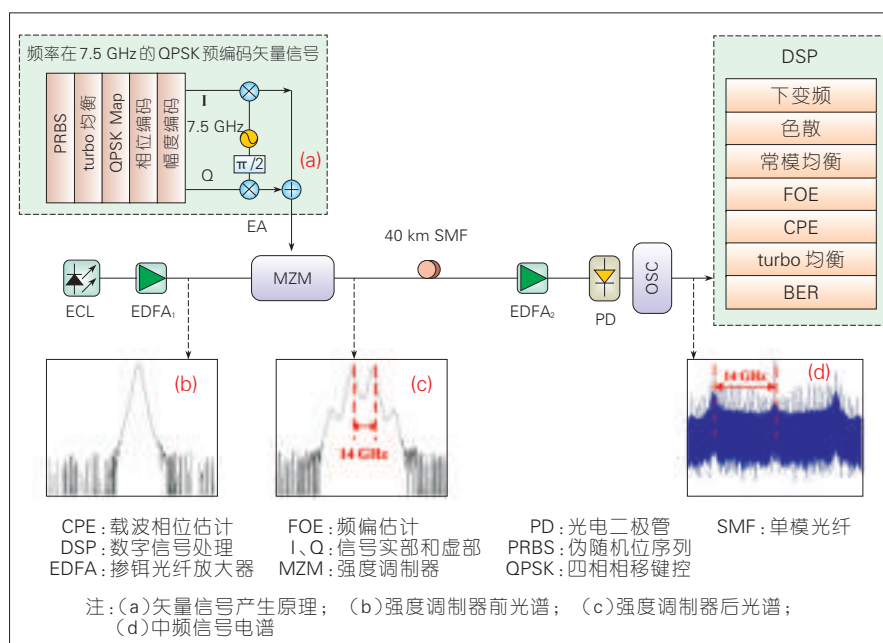 频率在7.5 GHz的QPSK预编码矢量信号
PRBS
turbo均衡
QPSK Map
相位编码
幅度编码
I
7.5 GHz
π/2
Q
(a)
EA
DSP
下变频
色散
常模均衡
FOE
CPE
turbo均衡
BER
ECL
EDFA₁
MZM
40 km SMF
EDFA₂
PD
OSC
(b)
(c)
14 GHz
(d)
14 GHz
CPE:载波相位估计
FOE:频偏估计
PD:光电二极管
SMF:单模光纤
DSP:数字信号处理
I、Q:信号实部和虚部
PRBS:伪随机位序列
EDFA:掺铒光纤放大器
MZM:强度调制器
QPSK:四相相移键控
注:(a)矢量信号产生原理; (b)强度调制器前光谱; (c)强度调制器后光谱;
(d)中频信号电谱